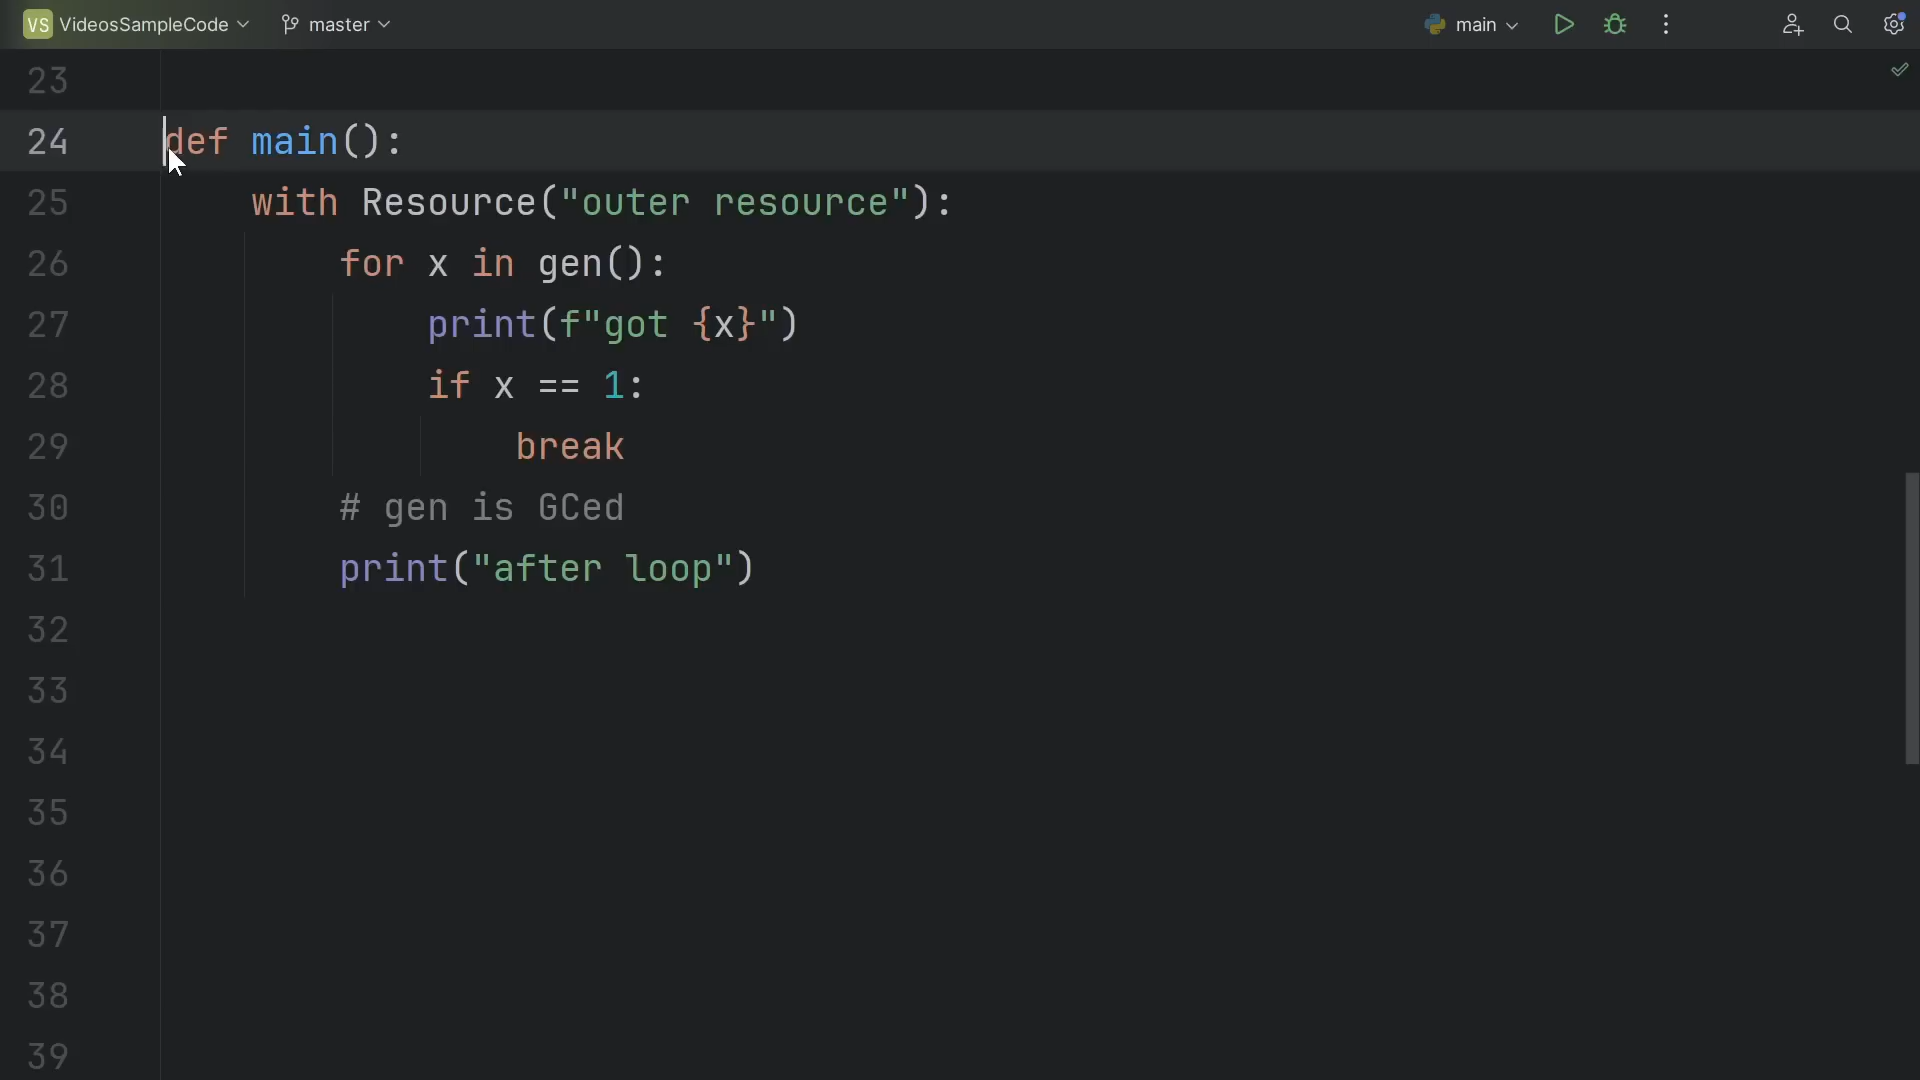 VS VideosSampleCode master main
23
24 def main():
25     with Resource("outer resource"):
26         for x in gen():
27             print(f"got {x}")
28             if x == 1:
29                 break
30         # gen is GCed
31         print("after loop")
32
33
34
35
36
37
38
39